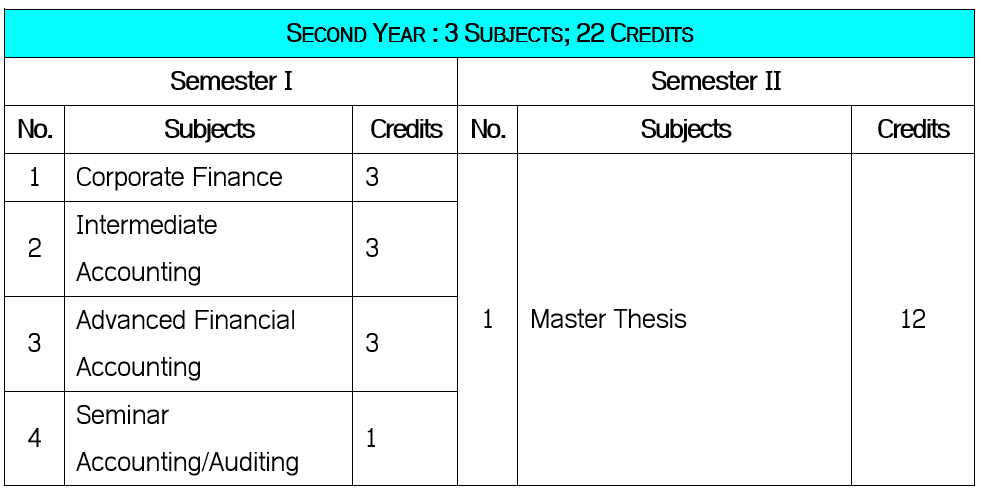 SECOND YEAR : 3 SUBJECTS; 22 CREDITS
Semester I
Semester II
No.
Subjects
Credits
No.
Subjects
Credits
1
Corporate Finance
3
2
Intermediate
Accounting
3
3
Advanced Financial
Accounting
3
4
Seminar
Accounting/Auditing
1
1
Master Thesis
12